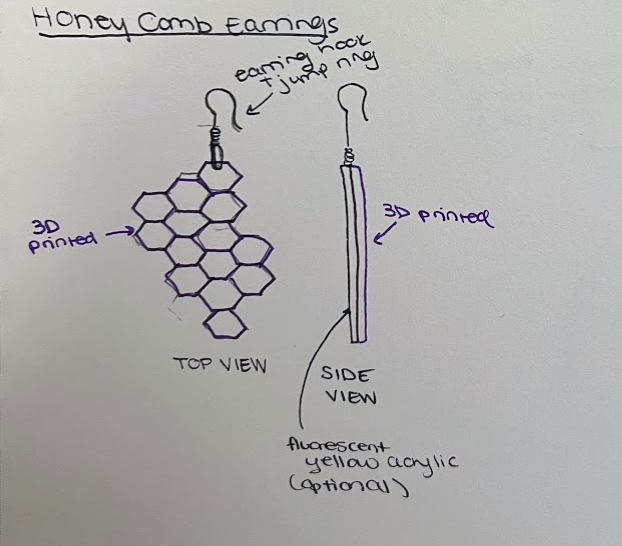 Honey Comb Earrings
earring hook
+ jump ring
3D
printed
3D printed
TOP VIEW
SIDE
VIEW
fluorescent
yellow acrylic
(optional)